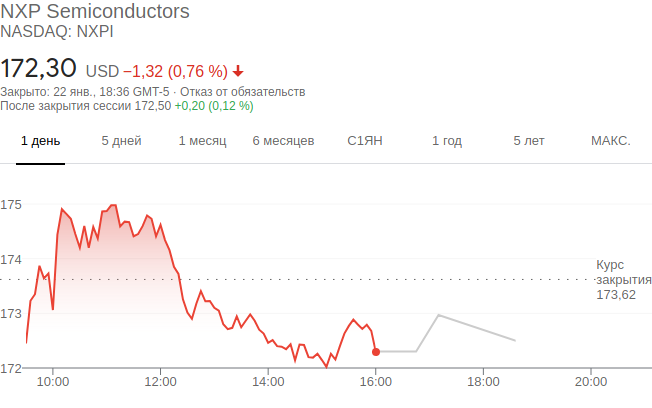 NXP Semiconductors
NASDAQ: NXPI
172,30 USD −1,32 (0,76 %)
Закрыто: 22 янв., 18:36 GMT-5 · Отказ от обязательств
После закрытия сессии 172,50 +0,20 (0,12 %)
1 день 5 дней 1 месяц 6 месяцев С1ЯН 1 год 5 лет МАКС.
175
174
Курс
закрытия
173,62
173
172
10:00 12:00 14:00 16:00 18:00 20:00